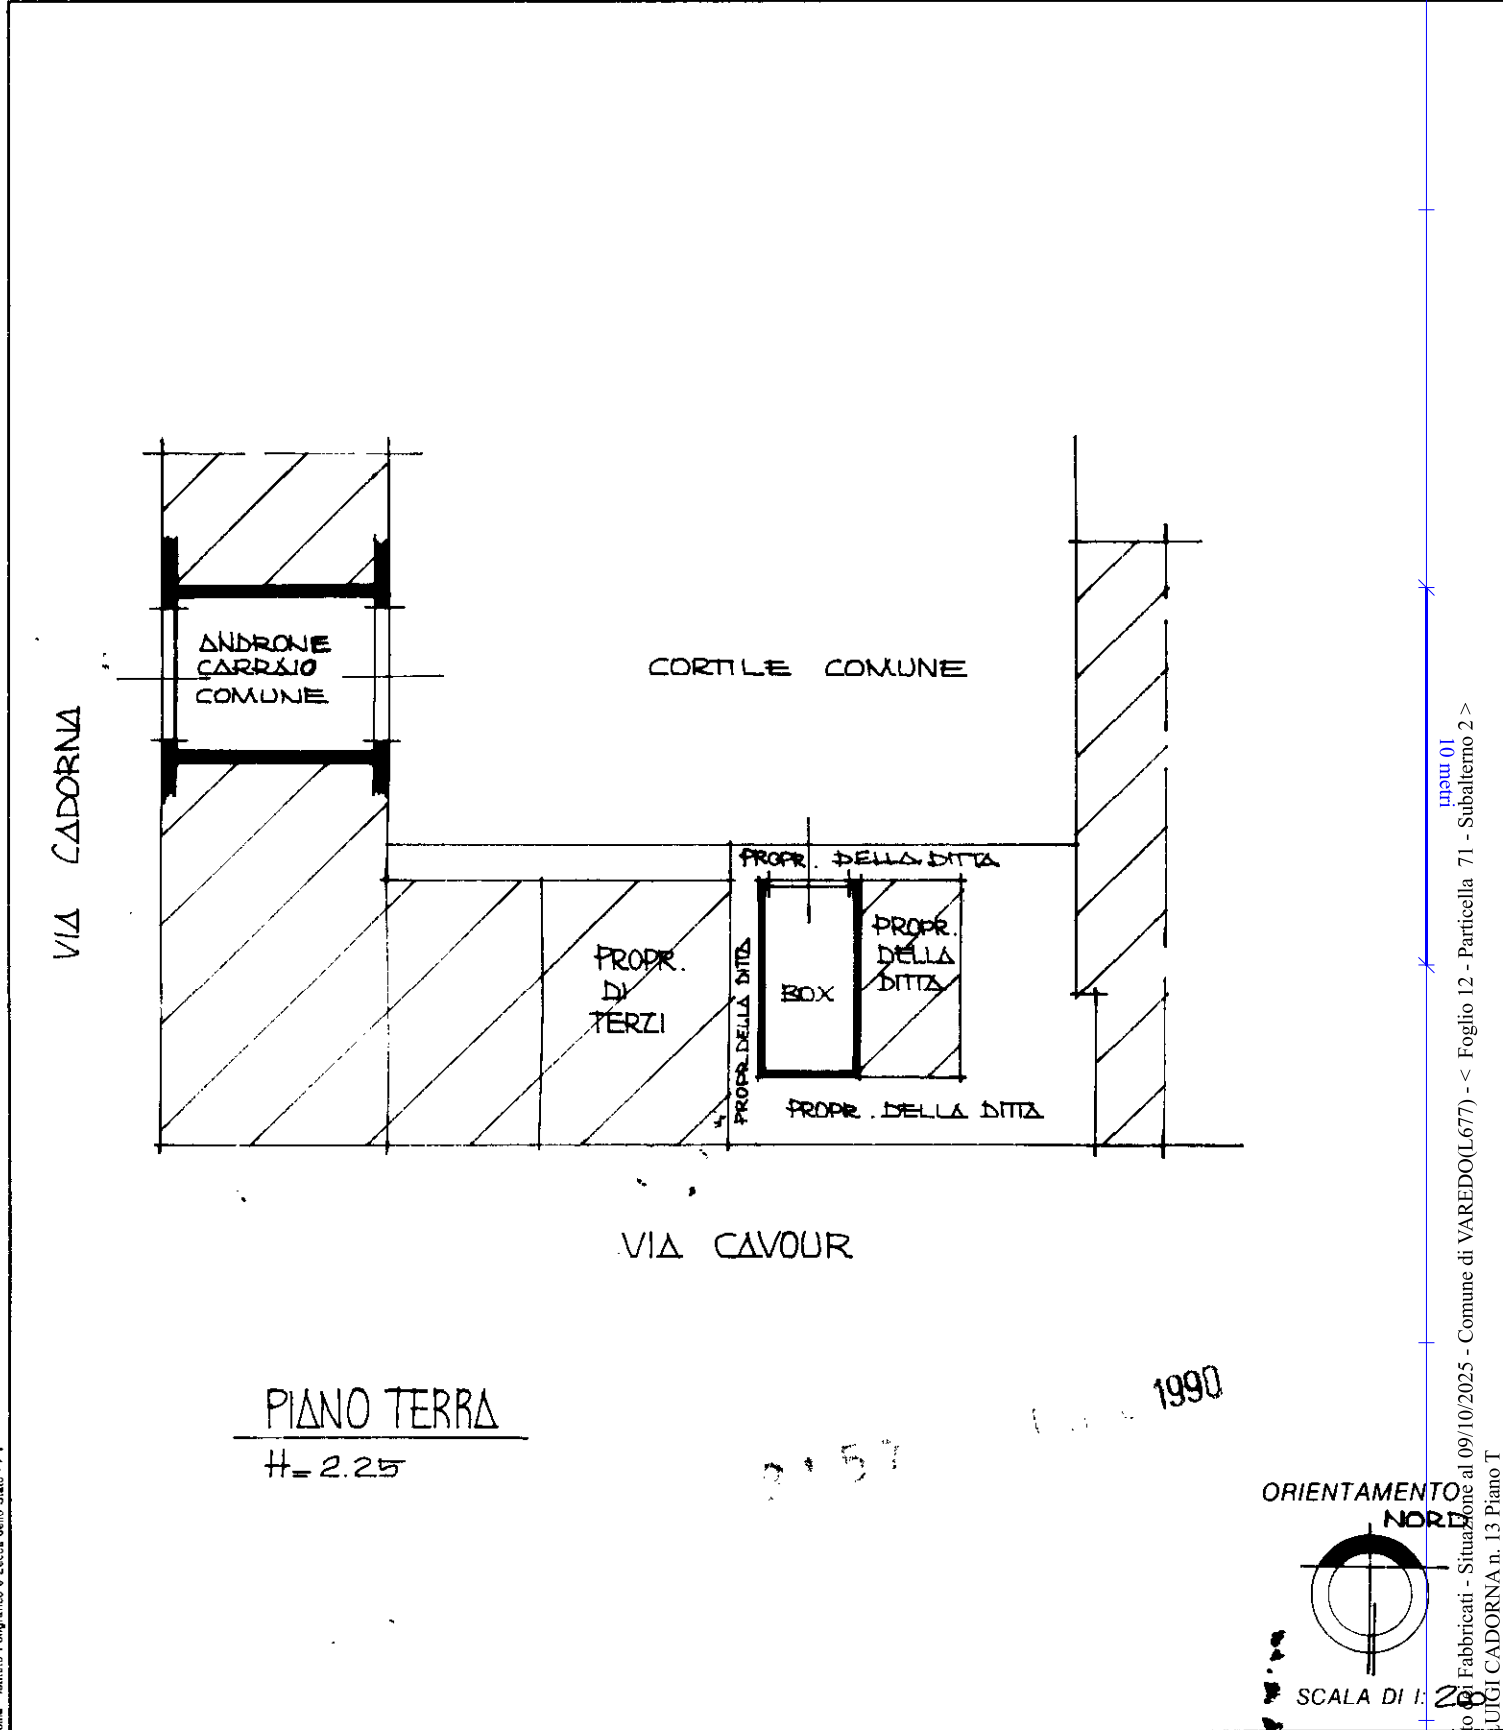 ANDRONE
CARRAIO
COMUNE
CORTILE COMUNE
VIA CADORNA
PROPR. DELLA DITTA
PROPR.
DI
TERZI
PROPR. DELLA DITTA
BOX
PROPR.
DELLA
DITTA
PROPR. DELLA DITTA
VIA CAVOUR
PIANO TERRA
H= 2.25
1990
ORIENTAMENTO
NORD
SCALA DI I:
10 metri
dei Fabbricati - Situazione al 09/10/2025 - Comune di VAREDO(L677) - < Foglio 12 - Particella 71 - Subalterno 2 >
LUIGI CADORNA n. 13 Piano T